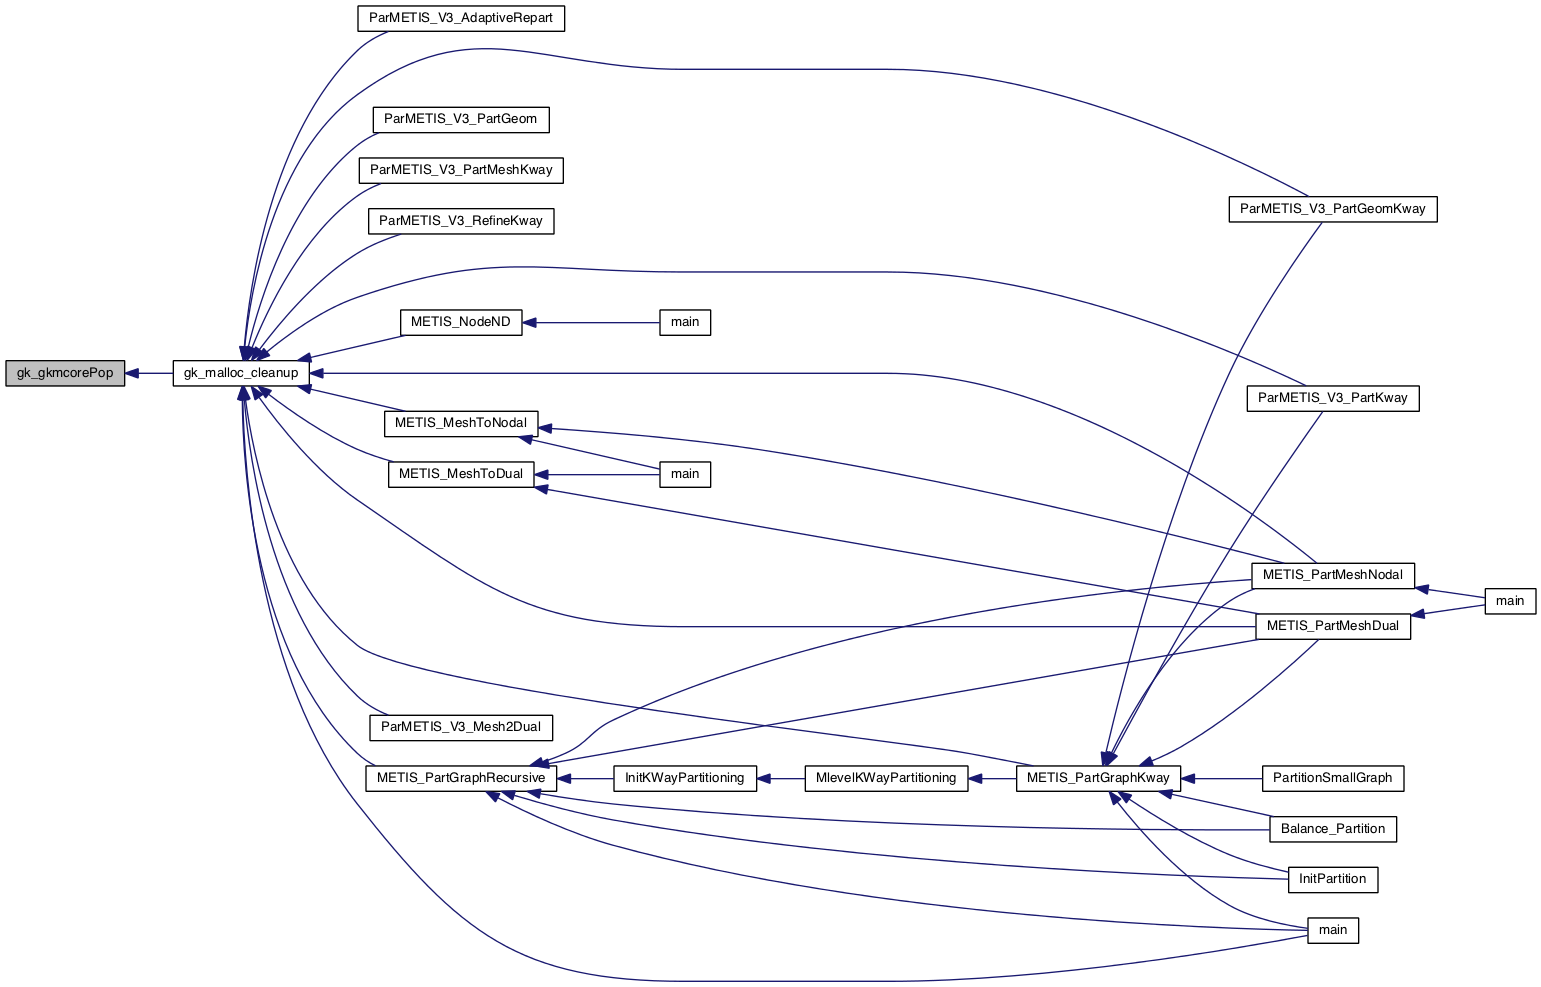 ParMETIS_V3_AdaptiveRepart
ParMETIS_V3_PartGeom
ParMETIS_V3_PartMeshKway
ParMETIS_V3_PartGeomKway
ParMETIS_V3_RefineKway
METIS_NodeND
main
gk_gkmcorePop
gk_malloc_cleanup
ParMETIS_V3_PartKway
METIS_MeshToNodal
METIS_MeshToDual
main
METIS_PartMeshNodal
main
METIS_PartMeshDual
ParMETIS_V3_Mesh2Dual
METIS_PartGraphRecursive
InitKWayPartitioning
MlevelKWayPartitioning
METIS_PartGraphKway
PartitionSmallGraph
Balance_Partition
InitPartition
main